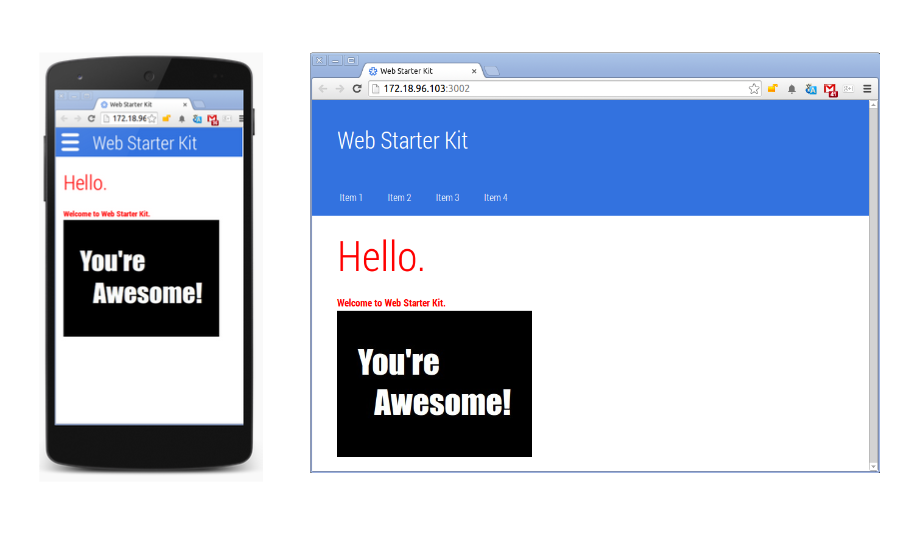 Web Starter Kit
172.18.96
Web Starter Kit
Hello.
Welcome to Web Starter Kit.
You're
Awesome!
Web Starter Kit
172.18.96.103:3002
Web Starter Kit
Item 1 Item 2 Item 3 Item 4
Hello.
Welcome to Web Starter Kit.
You're
Awesome!